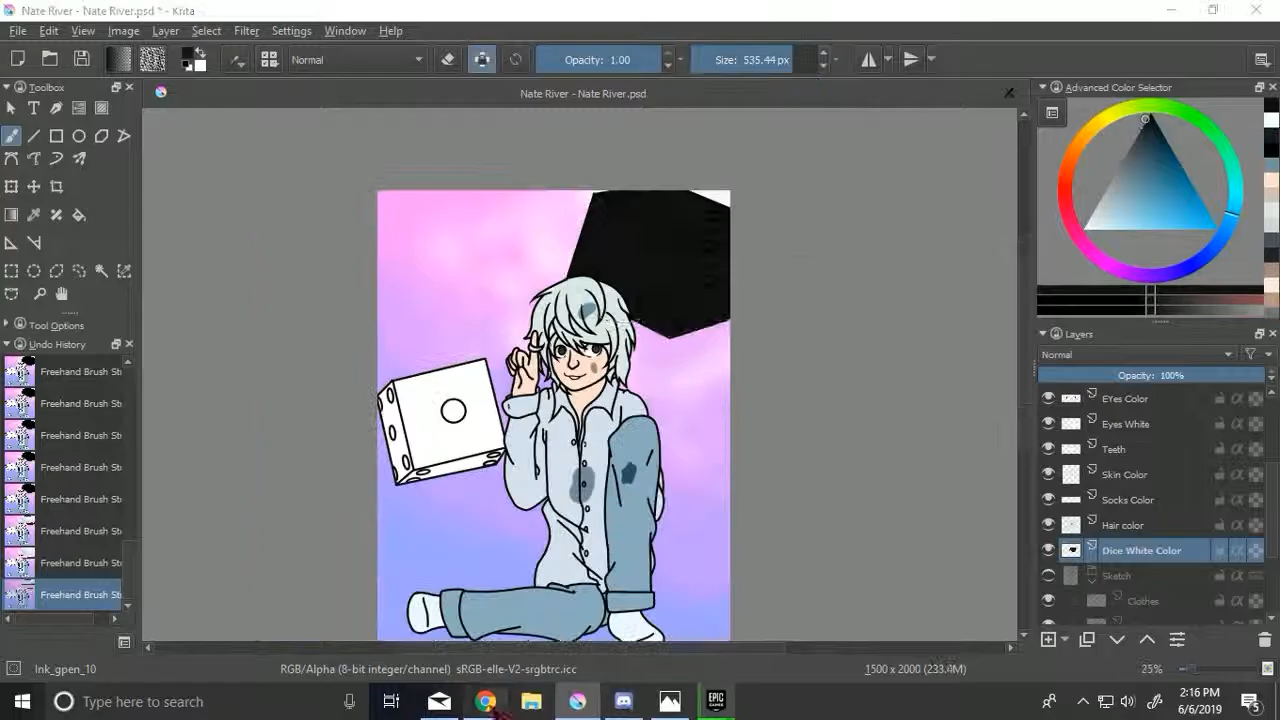 Nate River - Nate River.psd * - Krita
File Edit View Image Layer Select Filter Settings Window Help
Normal
Opacity: 1.00
Size: 535.44 px
Toolbox
Nate River - Nate River.psd
Advanced Color Selector
Tool Options
Undo History
Freehand Brush Str
Freehand Brush Str
Freehand Brush Str
Freehand Brush Str
Freehand Brush Str
Freehand Brush Str
Freehand Brush Str
Freehand Brush Str
Layers
Normal
Opacity: 100%
EYes Color
Eyes White
Teeth
Skin Color
Socks Color
Hair color
Dice White Color
Sketch
Clothes
Ink_gpen_10
RGB/Alpha (8-bit integer/channel) sRGB-elle-V2-srgbtrc.icc
1500 x 2000 (233.4M)
25%
Type here to search
EPIC
GAMES
2:16 PM
6/6/2019
5